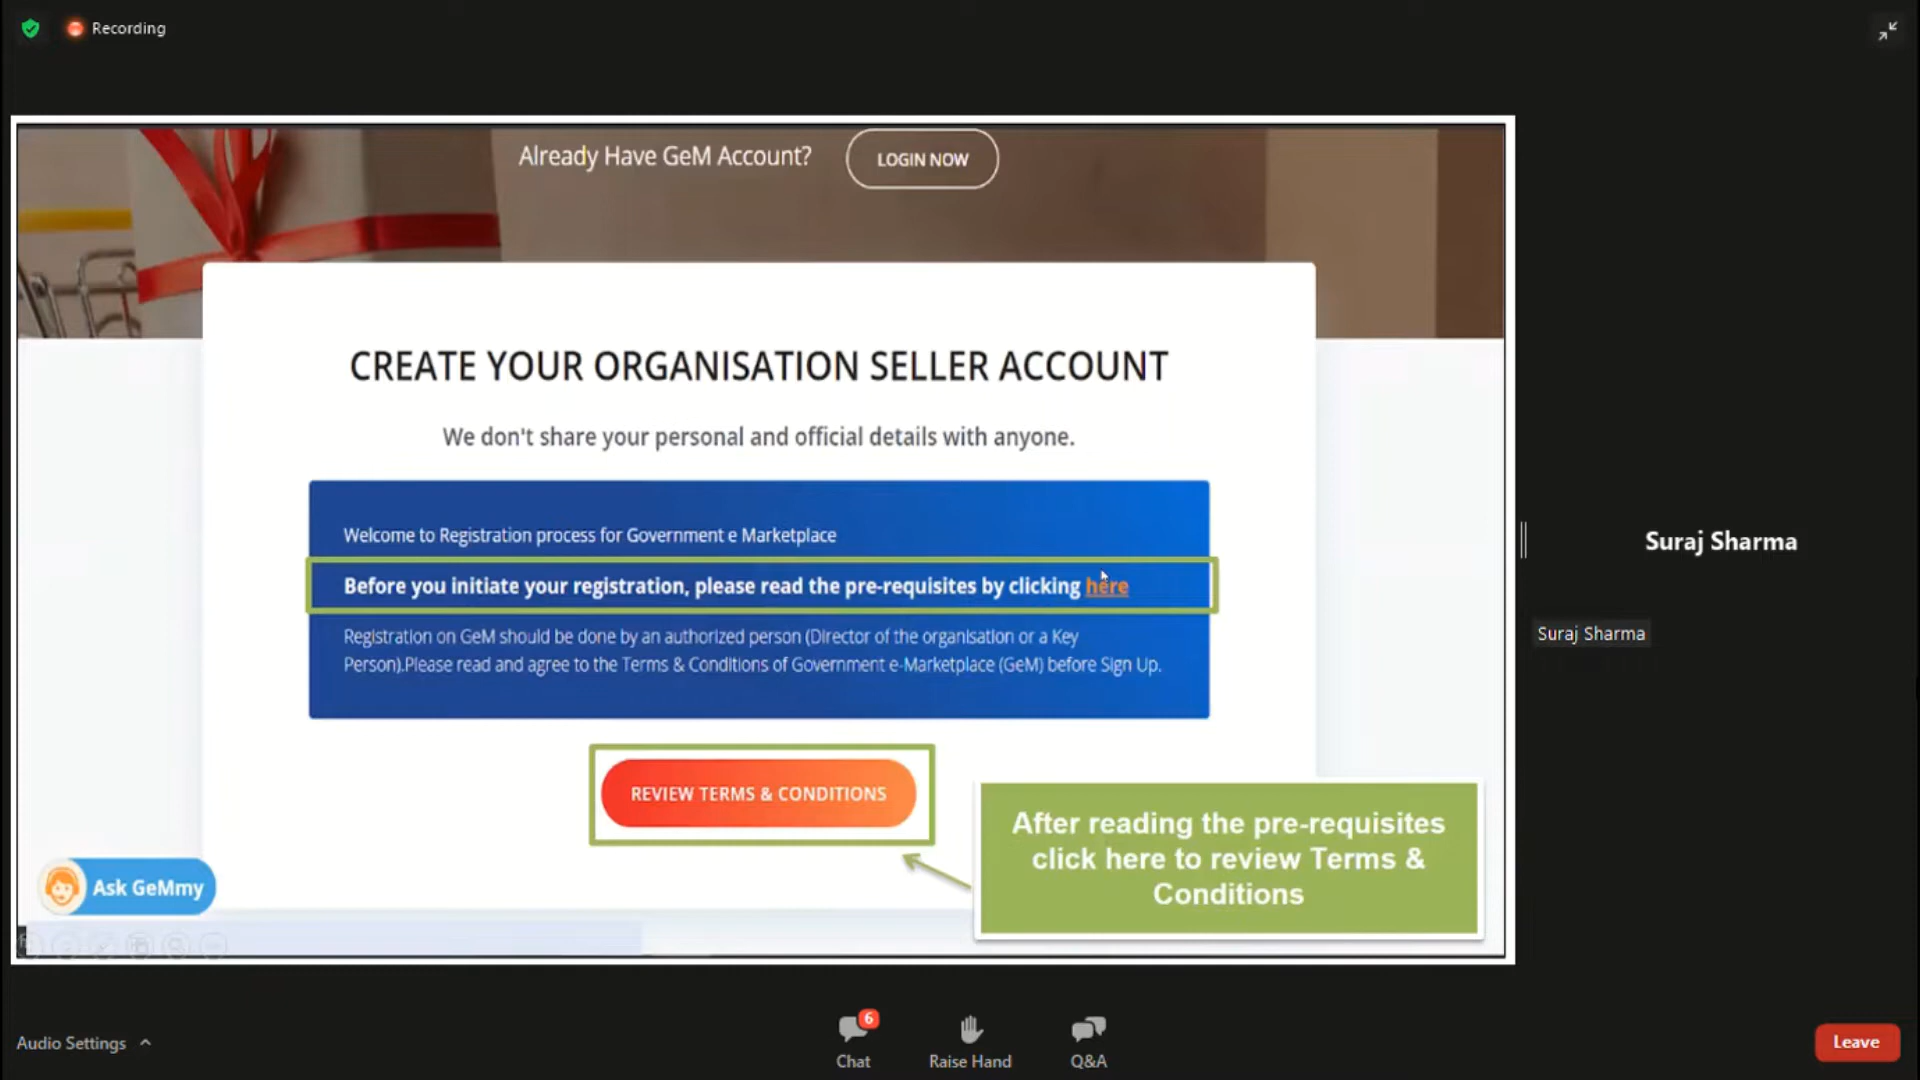 Recording
Already Have GeM Account?
LOGIN NOW
CREATE YOUR ORGANISATION SELLER ACCOUNT
We don't share your personal and official details with anyone.
Welcome to Registration process for Government e Marketplace
Before you initiate your registration, please read the pre-requisites by clicking here
Registration on GeM should be done by an authorized person (Director of the organisation or a Key
Person).Please read and agree to the Terms & Conditions of Government e-Marketplace (GeM) before Sign Up.
REVIEW TERMS & CONDITIONS
After reading the pre-requisites
click here to review Terms &
Conditions
Ask GeMmy
Suraj Sharma
Suraj Sharma
Audio Settings
6
Chat
Raise Hand
Q&A
Leave